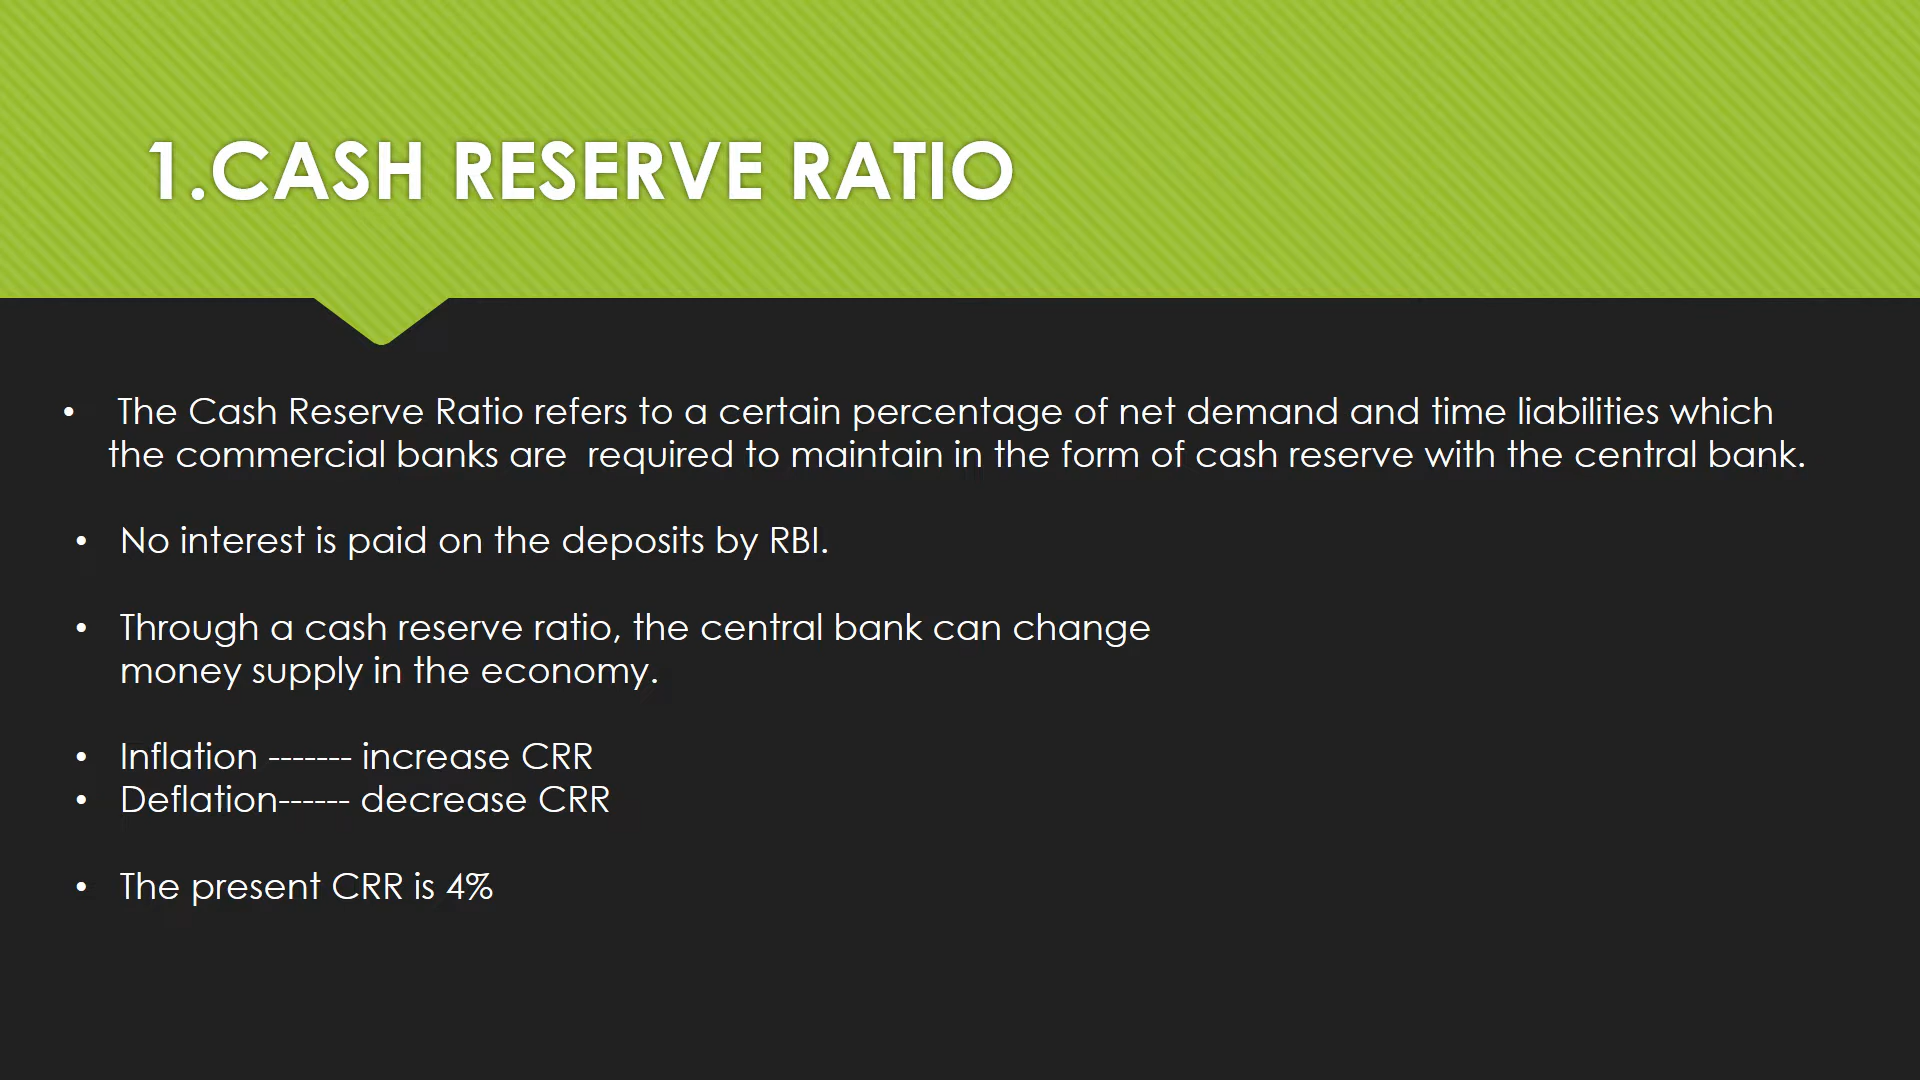 1.CASH RESERVE RATIO
• The Cash Reserve Ratio refers to a certain percentage of net demand and time liabilities which
the commercial banks are  required to maintain in the form of cash reserve with the central bank.
• No interest is paid on the deposits by RBI.
• Through a cash reserve ratio, the central bank can change
money supply in the economy.
• Inflation ------- increase CRR
• Deflation------ decrease CRR
• The present CRR is 4%